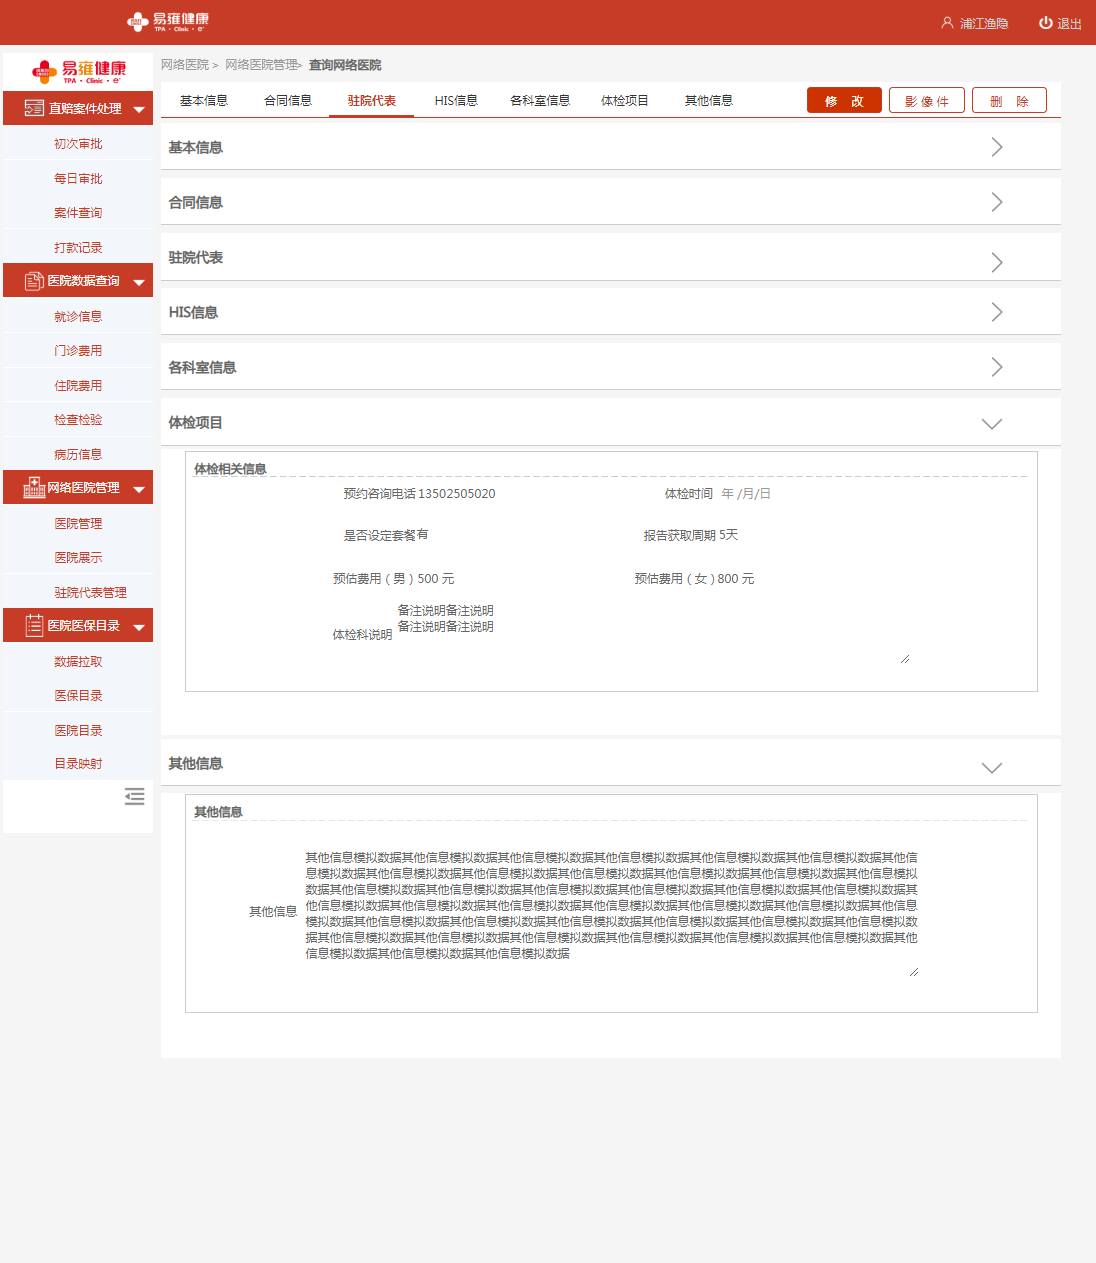 易雍健康
TPA · Clinic · e⁺
浦江渔隐
退出
易雍健康
TPA · Clinic · e⁺
直赔案件处理
初次审批
每日审批
案件查询
打款记录
医院数据查询
就诊信息
门诊费用
住院费用
检查检验
病历信息
网络医院管理
医院管理
医院展示
驻院代表管理
医院医保目录
数据拉取
医保目录
医院目录
目录映射
网络医院 > 网络医院管理> 查询网络医院
基本信息 合同信息 驻院代表 HIS信息 各科室信息 体检项目 其他信息
修 改 影 像 件 删 除
基本信息
合同信息
驻院代表
HIS信息
各科室信息
体检项目
体检相关信息
预约咨询电话 13502505020 体检时间 年 /月/日
是否设定套餐有 报告获取周期 5天
预估费用（男）500 元 预估费用（女）800 元
体检科说明 备注说明备注说明
备注说明备注说明
其他信息
其他信息
其他信息
其他信息模拟数据其他信息模拟数据其他信息模拟数据其他信息模拟数据其他信息模拟数据其他信息模拟数据其他信
息模拟数据其他信息模拟数据其他信息模拟数据其他信息模拟数据其他信息模拟数据其他信息模拟数据其他信息模拟
数据其他信息模拟数据其他信息模拟数据其他信息模拟数据其他信息模拟数据其他信息模拟数据其他信息模拟数据其
他信息模拟数据其他信息模拟数据其他信息模拟数据其他信息模拟数据其他信息模拟数据其他信息模拟数据其他信息
模拟数据其他信息模拟数据其他信息模拟数据其他信息模拟数据其他信息模拟数据其他信息模拟数据其他信息模拟数
据其他信息模拟数据其他信息模拟数据其他信息模拟数据其他信息模拟数据其他信息模拟数据其他信息模拟数据其他
信息模拟数据其他信息模拟数据其他信息模拟数据